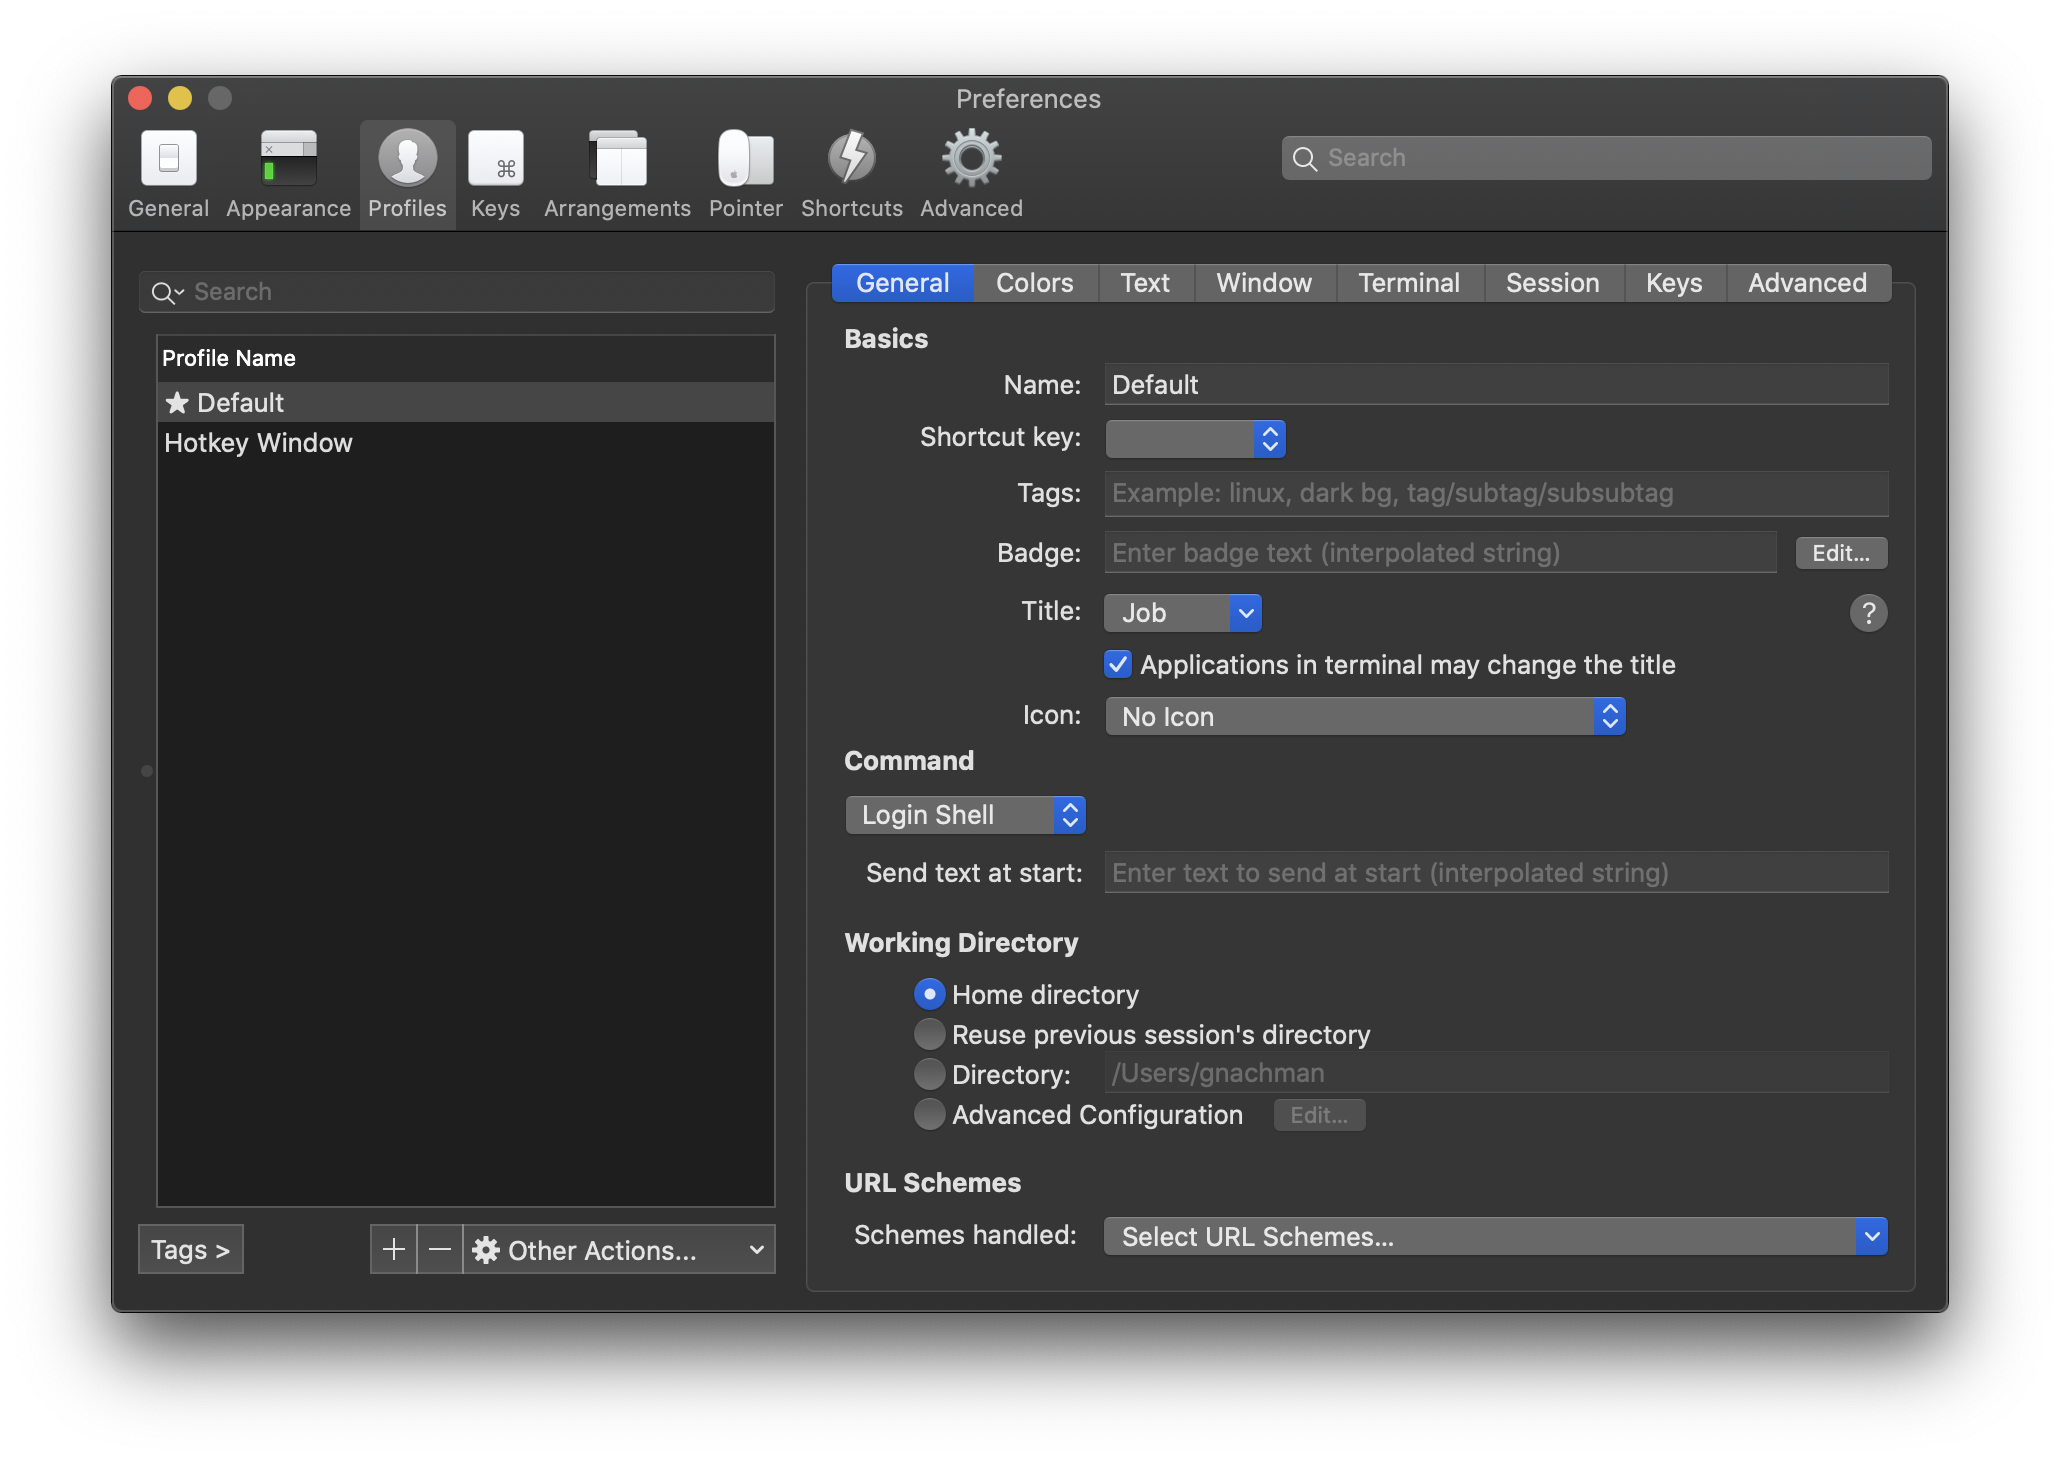 Preferences
General Appearance Profiles Keys Arrangements Pointer Shortcuts Advanced
Search
Search
Profile Name
★ Default
Hotkey Window
Tags >
+ − Other Actions...
General Colors Text Window Terminal Session Keys Advanced
Basics
Name: Default
Shortcut key:
Tags: Example: linux, dark bg, tag/subtag/subsubtag
Badge: Enter badge text (interpolated string) Edit...
Title: Job ?
Applications in terminal may change the title
Icon: No Icon
Command
Login Shell
Send text at start: Enter text to send at start (interpolated string)
Working Directory
Home directory
Reuse previous session's directory
Directory: /Users/gnachman
Advanced Configuration Edit...
URL Schemes
Schemes handled: Select URL Schemes...